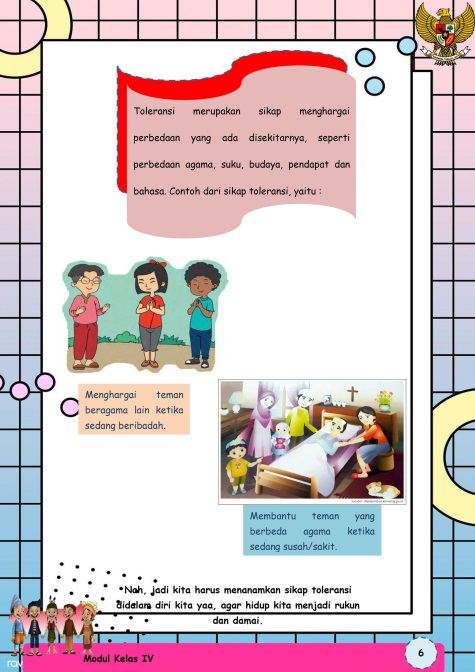 Toleransi merupakan sikap menghargai
perbedaan yang ada disekitarnya, seperti
perbedaan agama, suku, budaya, pendapat dan
bahasa. Contoh dari sikap toleransi, yaitu :
Menghargai teman
beragama lain ketika
sedang beribadah.
Membantu teman yang
berbeda agama ketika
sedang susah/sakit.
Nah, jadi kita harus menanamkan sikap toleransi
didalam diri kita yaa, agar hidup kita menjadi rukun
dan damai.
Modul Kelas IV
6